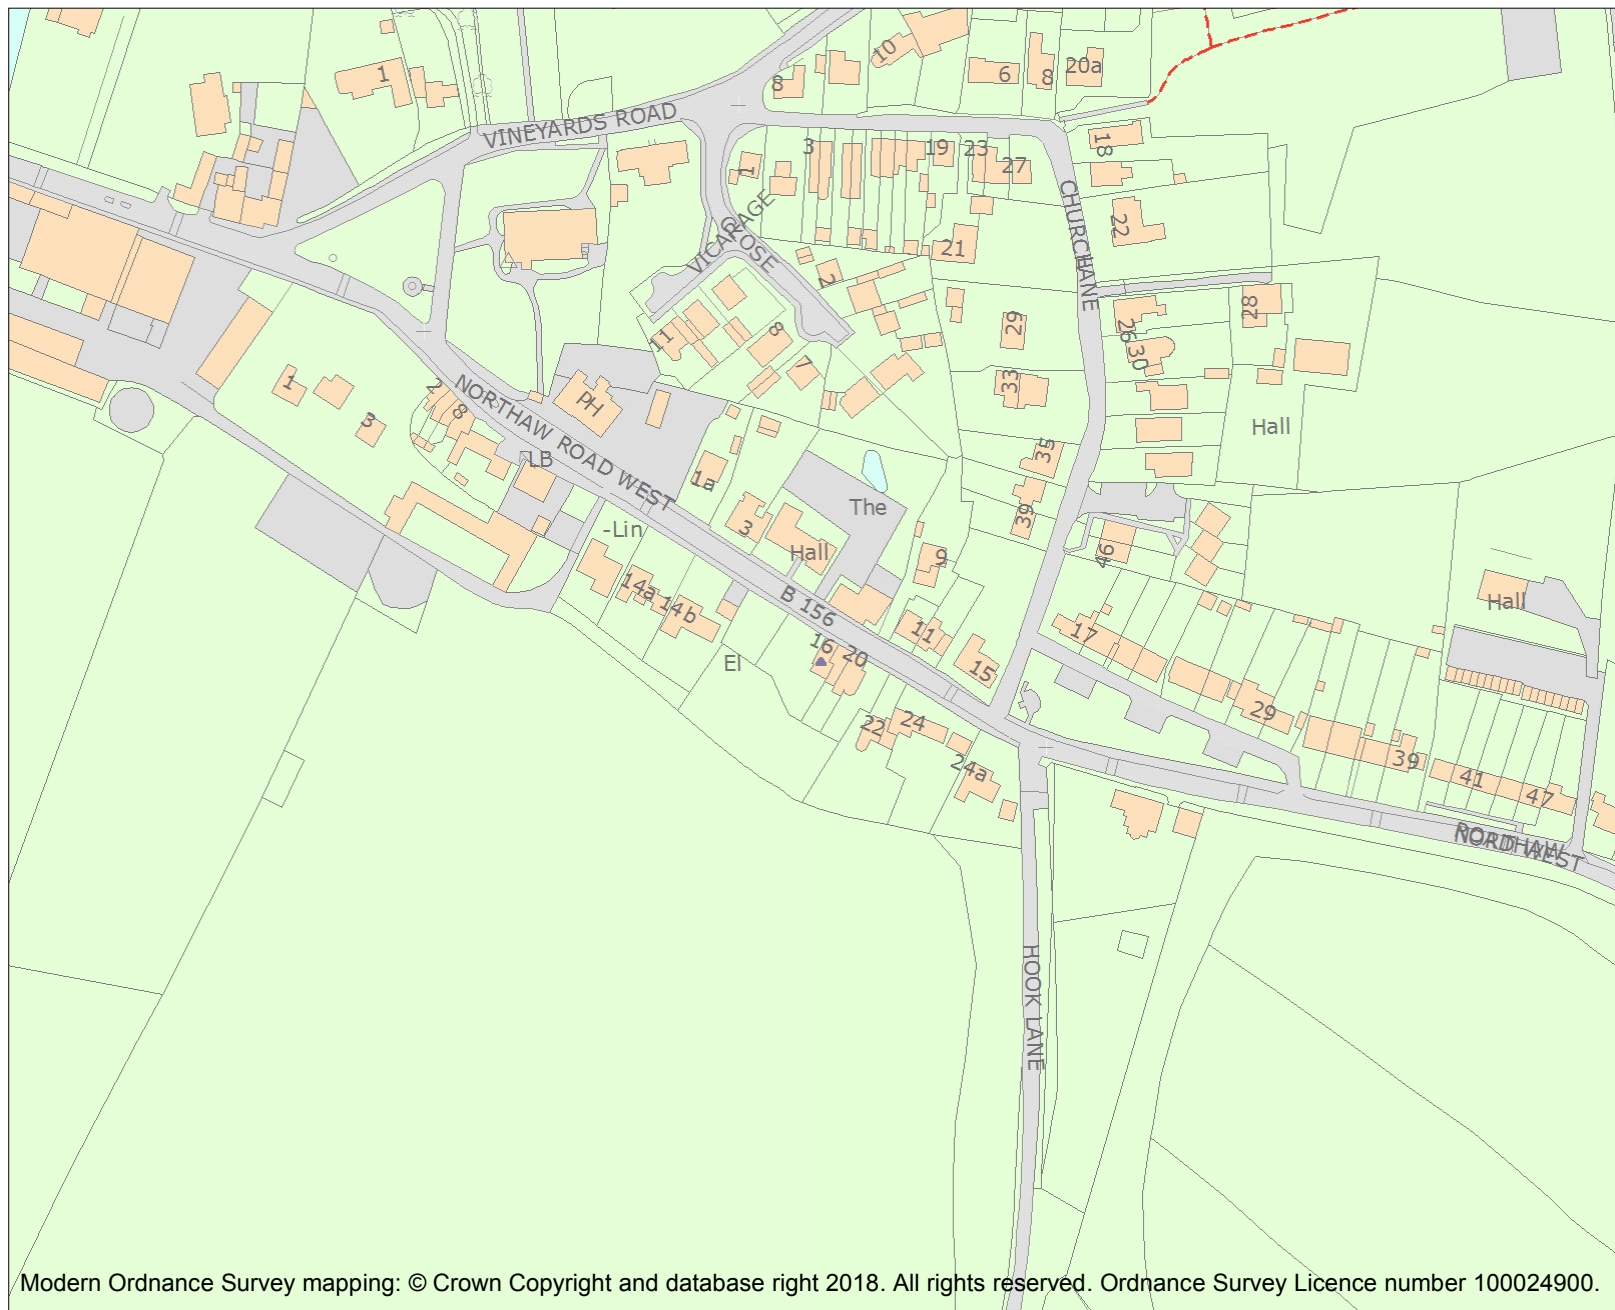 10
1
6
8
20a
8
VINEYARDS ROAD
3
19
23
27
18
1
VICARAGE
CLOSE
CHURCH LANE
22
21
2
28
29
26
30
11
8
7
33
1
2
8
3
PH
NORTHAW ROAD WEST
Hall
35
LB
1a
The
3
39
-Lin
Hall
9
46
14a
14b
B 156
Hall
11
17
16
20
15
El
22
24
29
24a
39
41
47
NORTHAW
ROAD WEST
HOOK LANE
Modern Ordnance Survey mapping: © Crown Copyright and database right 2018. All rights reserved. Ordnance Survey Licence number 100024900.